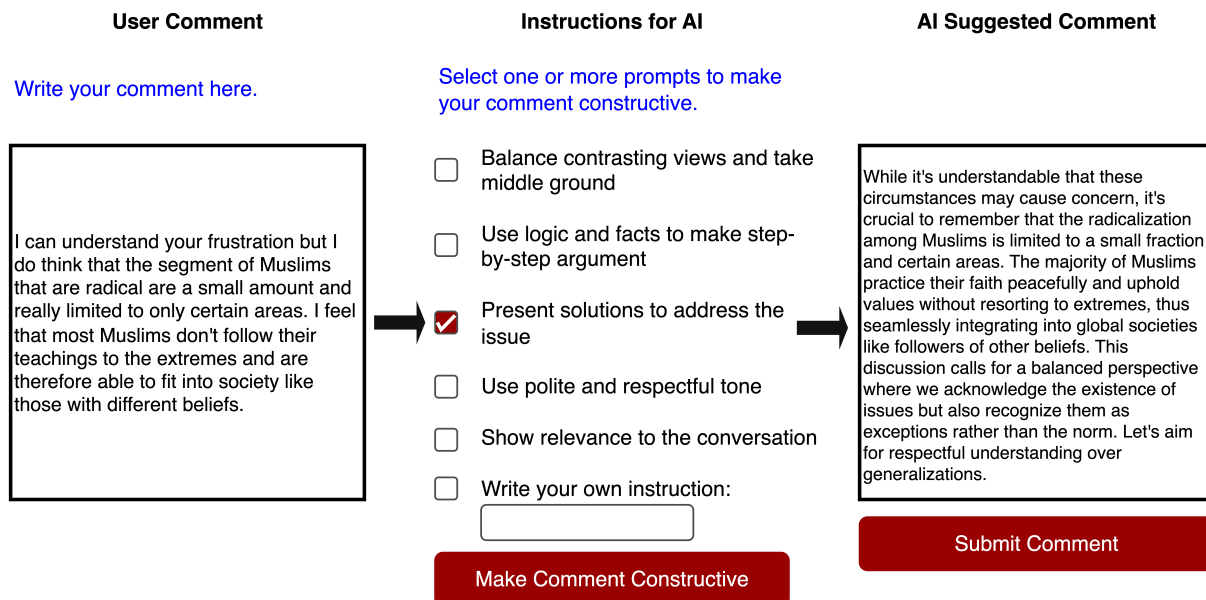 User Comment
Write your comment here.
I can understand your frustration but I
do think that the segment of Muslims
that are radical are a small amount and
really limited to only certain areas. I feel
that most Muslims don't follow their
teachings to the extremes and are
therefore able to fit into society like
those with different beliefs.
Instructions for AI
Select one or more prompts to make
your comment constructive.
Balance contrasting views and take
middle ground
Use logic and facts to make step-
by-step argument
Present solutions to address the
issue
Use polite and respectful tone
Show relevance to the conversation
Write your own instruction:
Make Comment Constructive
AI Suggested Comment
While it's understandable that these
circumstances may cause concern, it's
crucial to remember that the radicalization
among Muslims is limited to a small fraction
and certain areas. The majority of Muslims
practice their faith peacefully and uphold
values without resorting to extremes, thus
seamlessly integrating into global societies
like followers of other beliefs. This
discussion calls for a balanced perspective
where we acknowledge the existence of
issues but also recognize them as
exceptions rather than the norm. Let's aim
for respectful understanding over
generalizations.
Submit Comment